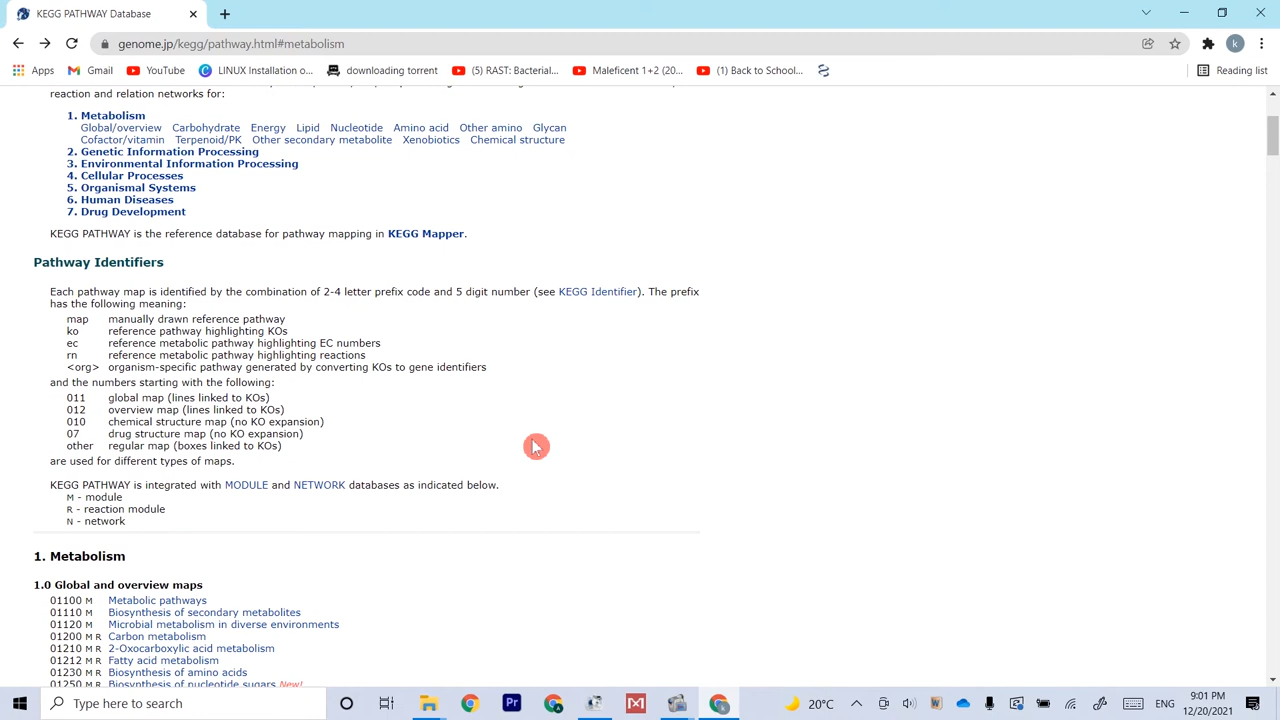 KEGG PATHWAY Database
genome.jp/kegg/pathway.html#metabolism
k
Apps Gmail YouTube LINUX Installation o... downloading torrent (5) RAST: Bacterial... Maleficent 1+2 (20... (1) Back to School... Reading list
reaction and relation networks for:
1. Metabolism
Global/overview Carbohydrate Energy Lipid Nucleotide Amino acid Other amino Glycan
Cofactor/vitamin Terpenoid/PK Other secondary metabolite Xenobiotics Chemical structure
2. Genetic Information Processing
3. Environmental Information Processing
4. Cellular Processes
5. Organismal Systems
6. Human Diseases
7. Drug Development
KEGG PATHWAY is the reference database for pathway mapping in KEGG Mapper.
Pathway Identifiers
Each pathway map is identified by the combination of 2-4 letter prefix code and 5 digit number (see KEGG Identifier). The prefix
has the following meaning:
map manually drawn reference pathway
ko reference pathway highlighting KOs
ec reference metabolic pathway highlighting EC numbers
rn reference metabolic pathway highlighting reactions
<org> organism-specific pathway generated by converting KOs to gene identifiers
and the numbers starting with the following:
011 global map (lines linked to KOs)
012 overview map (lines linked to KOs)
010 chemical structure map (no KO expansion)
07 drug structure map (no KO expansion)
other regular map (boxes linked to KOs)
are used for different types of maps.
KEGG PATHWAY is integrated with MODULE and NETWORK databases as indicated below.
M - module
R - reaction module
N - network
1. Metabolism
1.0 Global and overview maps
01100 M Metabolic pathways
01110 M Biosynthesis of secondary metabolites
01120 M Microbial metabolism in diverse environments
01200 M R Carbon metabolism
01210 M R 2-Oxocarboxylic acid metabolism
01212 M R Fatty acid metabolism
01230 M R Biosynthesis of amino acids
01250 M R Biosynthesis of nucleotide sugars New!
Type here to search
20°C
ENG
9:01 PM
12/20/2021